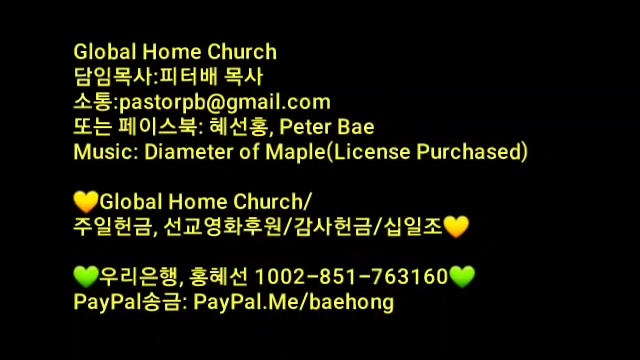 Global Home Church
담임목사:피터배 목사
소통:pastorpb@gmail.com
또는 페이스북: 혜선홍, Peter Bae
Music: Diameter of Maple(License Purchased)
💛Global Home Church/
주일헌금, 선교영화후원/감사헌금/십일조💛
💚우리은행, 홍혜선 1002-851-763160💚
PayPal송금: PayPal.Me/baehong